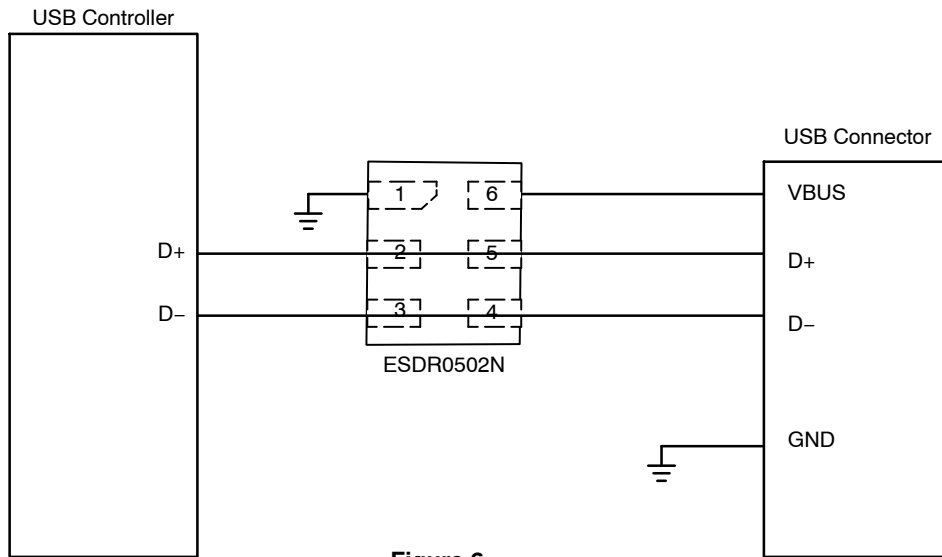 USB Controller
USB Connector
1 6
VBUS
D+ 2 5 D+
D− 3 4 D−
ESDR0502N
GND
Figure 6